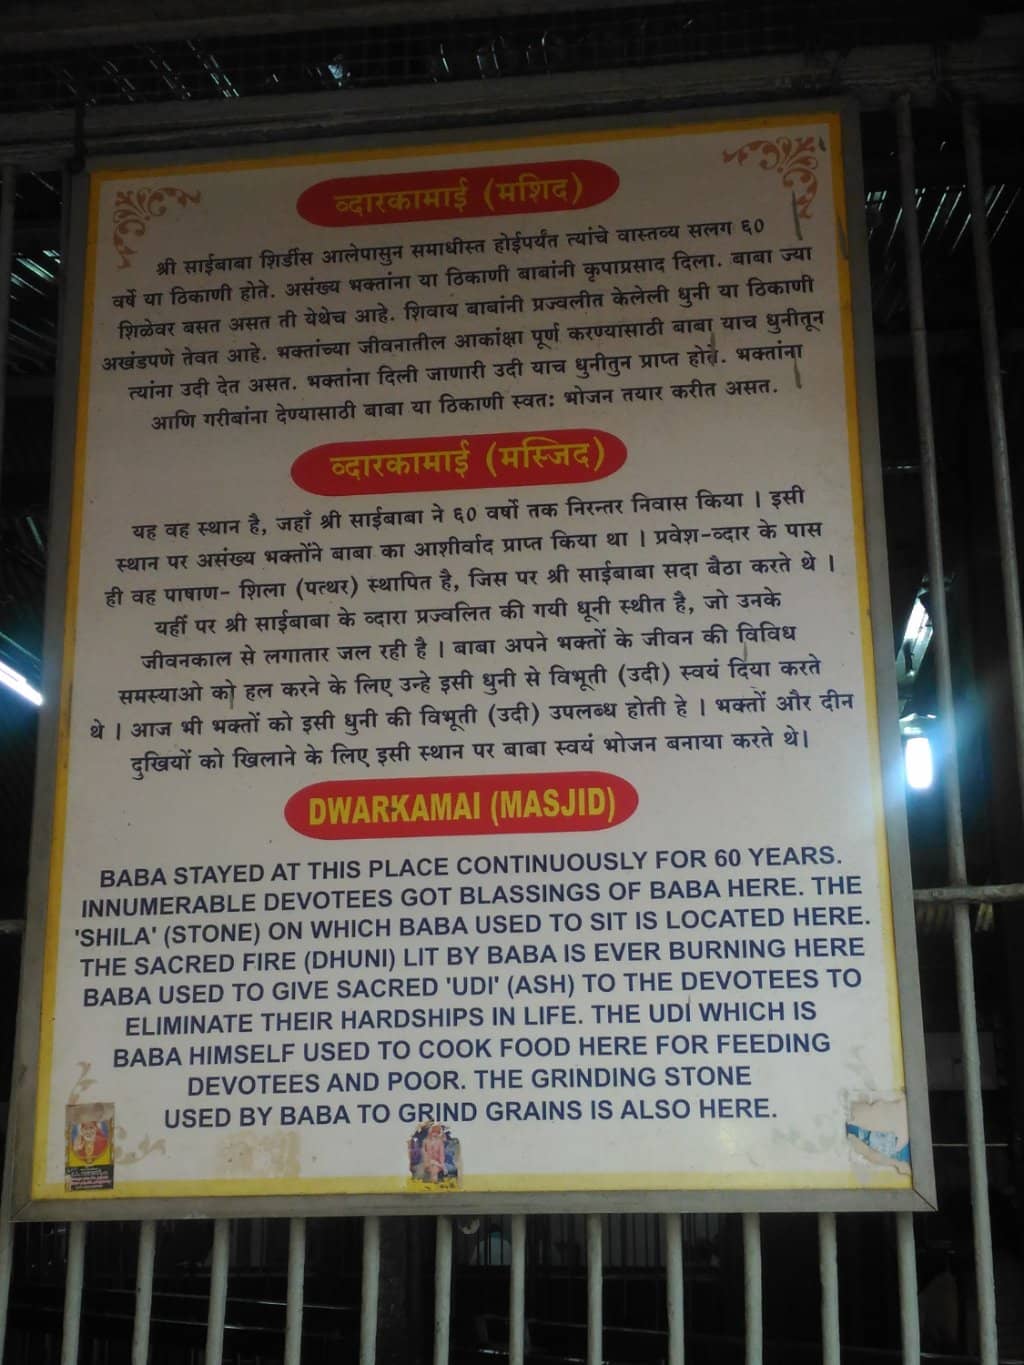 व्दारकामाई (मशिद)
श्री साईबाबा शिर्डीस आलेपासुन समाधीस्त होईपर्यंत त्यांचे वास्तव्य सलग ६०
वर्षे या ठिकाणी होते. असंख्य भक्तांना या ठिकाणी बाबांनी कृपाप्रसाद दिला. बाबा ज्या
शिळेवर बसत असत ती येथेच आहे. शिवाय बाबांनी प्रज्वलीत केलेली धुनी या ठिकाणी
अखंडपणे तेवत आहे. भक्तांच्या जीवनातील आकांक्षा पूर्ण करण्यासाठी बाबा याच धुनीतून
त्यांना उदी देत असत. भक्तांना दिली जाणारी उदी याच धुनीतुन प्राप्त होते. भक्तांना
आणि गरीबांना देण्यासाठी बाबा या ठिकाणी स्वतः भोजन तयार करीत असत.
व्दारकामाई (मस्जिद)
यह वह स्थान है, जहाँ श्री साईबाबा ने ६० वर्षो तक निरन्तर निवास किया । इसी
स्थान पर असंख्य भक्तोंने बाबा का आशीर्वाद प्राप्त किया था । प्रवेश-व्दार के पास
ही वह पाषाण- शिला (पत्थर) स्थापित है, जिस पर श्री साईबाबा सदा बैठा करते थे ।
यहीं पर श्री साईबाबा के व्दारा प्रज्वलित की गयी धूनी स्थीत है, जो उनके
जीवनकाल से लगातार जल रही है । बाबा अपने भक्तों के जीवन की विविध
समस्याओ को हल करने के लिए उन्हे इसी धुनी से विभूती (उदी) स्वयं दिया करते
थे । आज भी भक्तों को इसी धुनी की विभूती (उदी) उपलब्ध होती हे । भक्तों और दीन
दुखियों को खिलाने के लिए इसी स्थान पर बाबा स्वयं भोजन बनाया करते थे।
DWARKAMAI (MASJID)
BABA STAYED AT THIS PLACE CONTINUOUSLY FOR 60 YEARS.
INNUMERABLE DEVOTEES GOT BLASSINGS OF BABA HERE. THE
'SHILA' (STONE) ON WHICH BABA USED TO SIT IS LOCATED HERE.
THE SACRED FIRE (DHUNI) LIT BY BABA IS EVER BURNING HERE
BABA USED TO GIVE SACRED 'UDI' (ASH) TO THE DEVOTEES TO
ELIMINATE THEIR HARDSHIPS IN LIFE. THE UDI WHICH IS
BABA HIMSELF USED TO COOK FOOD HERE FOR FEEDING
DEVOTEES AND POOR. THE GRINDING STONE
USED BY BABA TO GRIND GRAINS IS ALSO HERE.